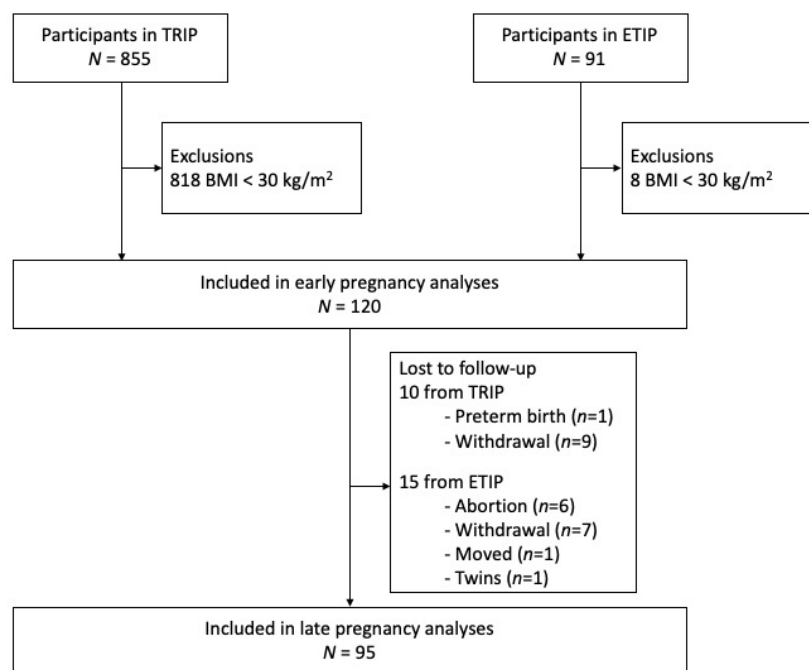 Participants in TRIP
N = 855
Participants in ETIP
N = 91
Exclusions
818 BMI < 30 kg/m²
Exclusions
8 BMI < 30 kg/m²
Included in early pregnancy analyses
N = 120
Lost to follow-up
10 from TRIP
- Preterm birth (n=1)
- Withdrawal (n=9)
15 from ETIP
- Abortion (n=6)
- Withdrawal (n=7)
- Moved (n=1)
- Twins (n=1)
Included in late pregnancy analyses
N = 95